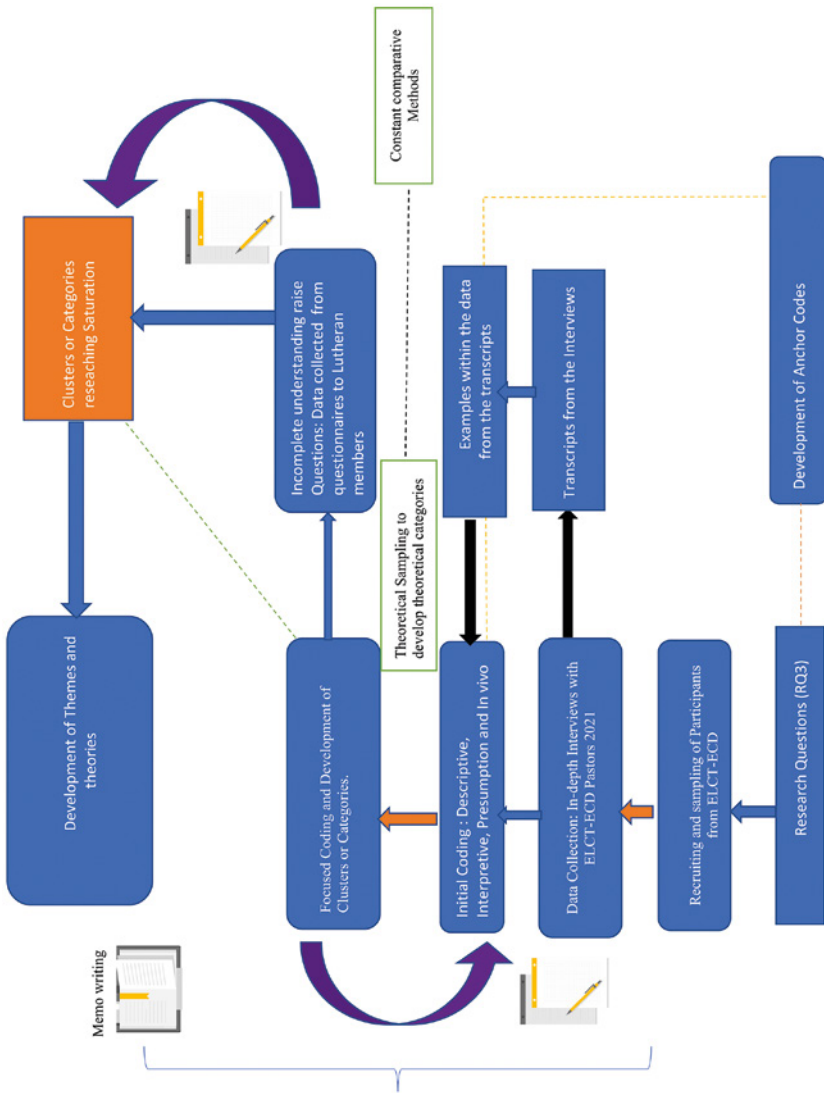 Memo writing
Development of Themes and
theories
Clusters or Categories
reseaching Saturation
Focused Coding and Development of
Clusters or Categories.
Incomplete understanding raise
Questions: Data collected from
questionnaires to Lutheran
members
Theoretical Sampling to
develop theoretical categories
Constant comparative
Methods
Initial Coding : Descriptive,
Interpretive, Presumption and In vivo
Examples within the data
from the transcripts
Data Collection: In-depth Interviews with
ELCT-ECD Pastors 2021
Transcripts from the Interviews
Recruiting and sampling of Participants
from ELCT-ECD
Research Questions (RQ3)
Development of Anchor Codes